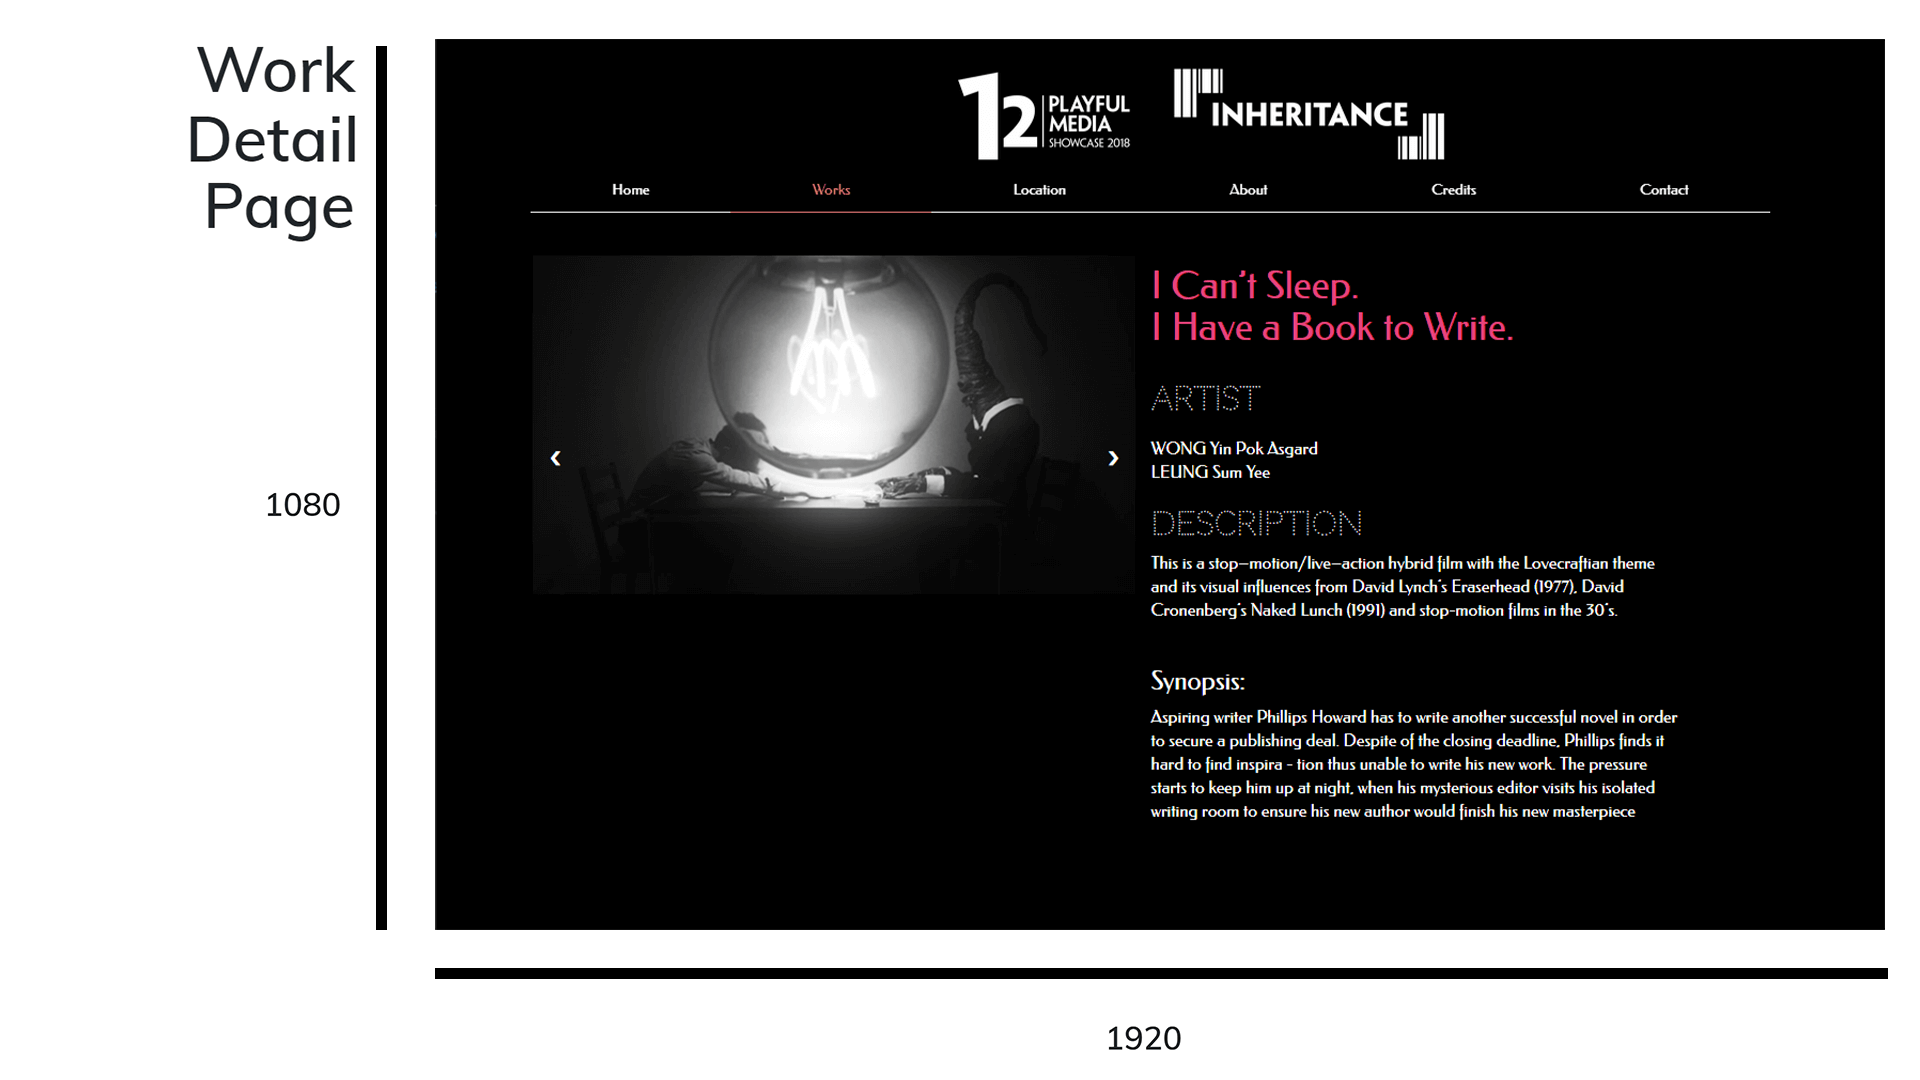 Work
Detail
Page
1080
12 PLAYFUL
MEDIA
SHOWCASE 2018
INHERITANCE
Home Works Location About Credits Contact
I Can't Sleep.
I Have a Book to Write.
ARTIST
WONG Yin Pok Asgard
LEUNG Sum Yee
DESCRIPTION
This is a stop–motion/live–action hybrid film with the Lovecraftian theme
and its visual influences from David Lynch's Eraserhead (1977), David
Cronenberg's Naked Lunch (1991) and stop-motion films in the 30's.
Synopsis:
Aspiring writer Phillips Howard has to write another successful novel in order
to secure a publishing deal. Despite of the closing deadline, Phillips finds it
hard to find inspira - tion thus unable to write his new work. The pressure
starts to keep him up at night, when his mysterious editor visits his isolated
writing room to ensure his new author would finish his new masterpiece
1920